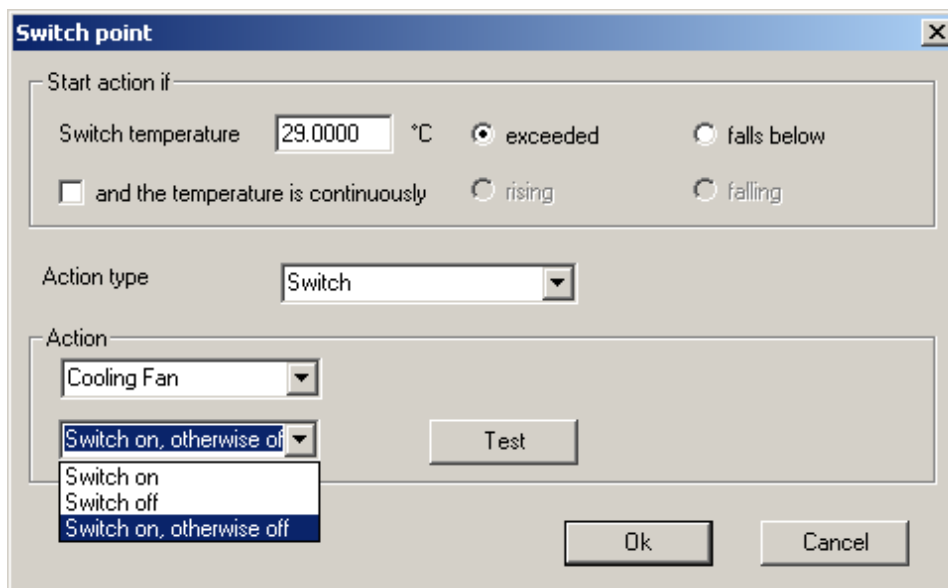 Switch point
Start action if
Switch temperature 29.0000 °C exceeded falls below
and the temperature is continuously rising falling
Action type Switch
Action
Cooling Fan
Switch on, otherwise of Test
Switch on
Switch off
Switch on, otherwise off
Ok Cancel